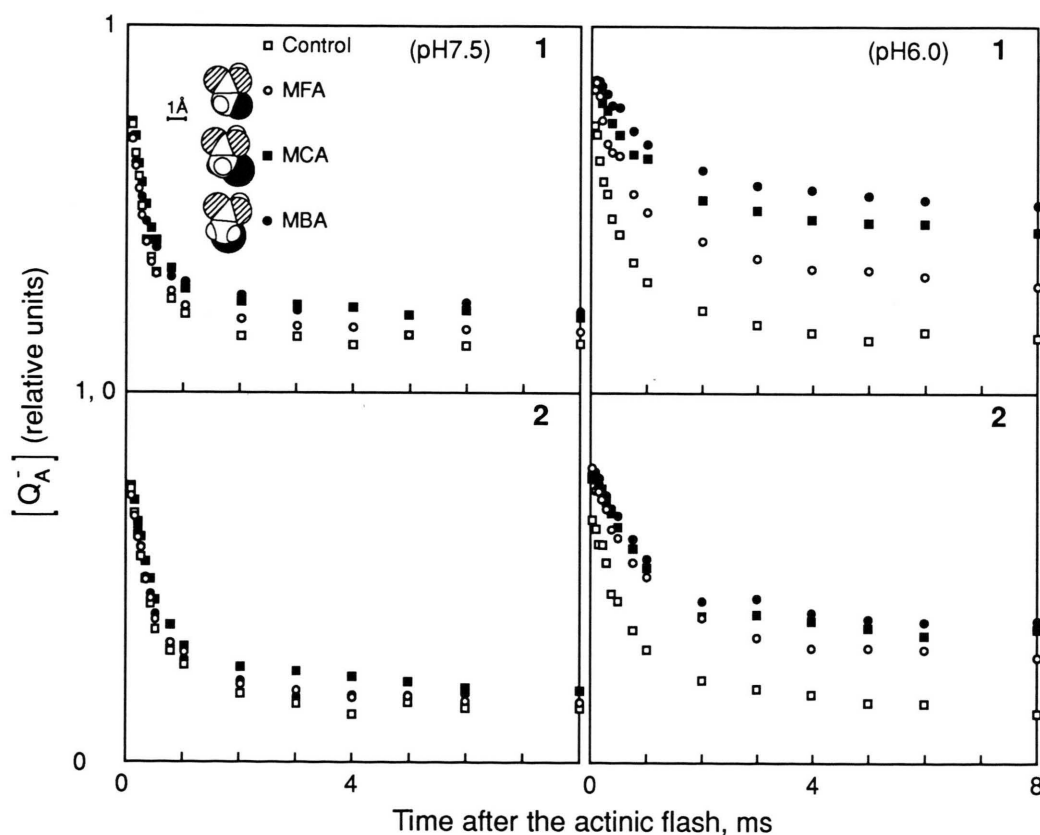 1
(pH7.5) 1
(pH6.0) 1
Control
MFA
1Å
MCA
MBA
[QA-] (relative units)
1, 0
2
2
0
0 4 0 4 8
Time after the actinic flash, ms